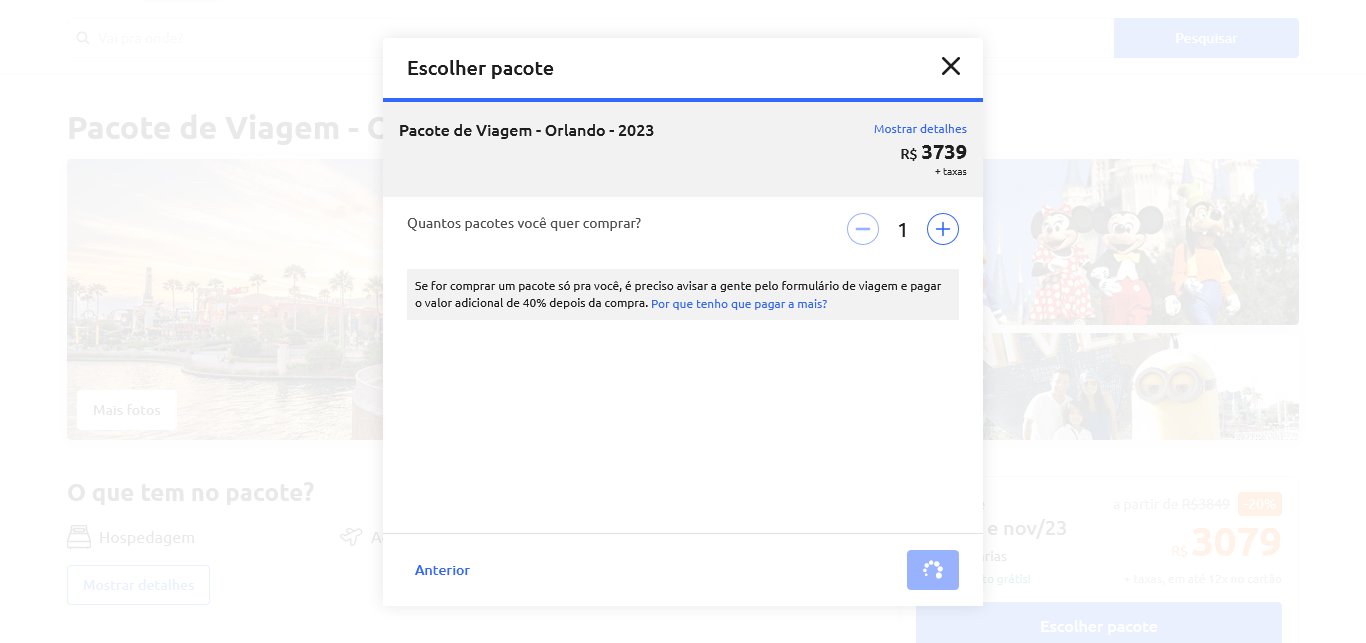 Vai pra onde?
Pesquisar
Escolher pacote
Pacote de Viagem - O
Pacote de Viagem - Orlando - 2023
Mostrar detalhes
R$ 3739
+ taxas
Quantos pacotes você quer comprar?
1
Se for comprar um pacote só pra você, é preciso avisar a gente pelo formulário de viagem e pagar
o valor adicional de 40% depois da compra. Por que tenho que pagar a mais?
Mais fotos
O que tem no pacote?
Hospedagem
A
Mostrar detalhes
Anterior
a partir de R$3849 -20%
e nov/23
R$ 3079
rias
to grátis!
+ taxas, em até 12x no cartão
Escolher pacote